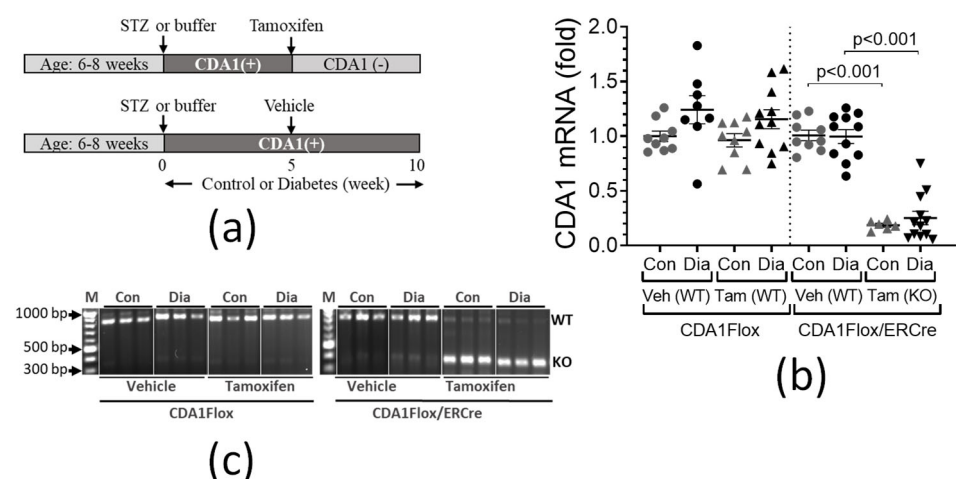 STZ or buffer Tamoxifen
Age: 6-8 weeks CDA1(+) CDA1 (-)
STZ or buffer Vehicle
Age: 6-8 weeks CDA1(+)
0 5 10
Control or Diabetes (week)
(a)
CDA1 mRNA (fold)
2.0
1.5
1.0
0.5
0.0
p<0.001
p<0.001
Con Dia Con Dia Con Dia Con Dia
Veh (WT) Tam (WT) Veh (WT) Tam (KO)
CDA1Flox CDA1Flox/ERCre
(b)
M Con Dia Con Dia M Con Dia Con Dia
1000 bp WT
500 bp
300 bp KO
Vehicle Tamoxifen Vehicle Tamoxifen
CDA1Flox CDA1Flox/ERCre
(c)